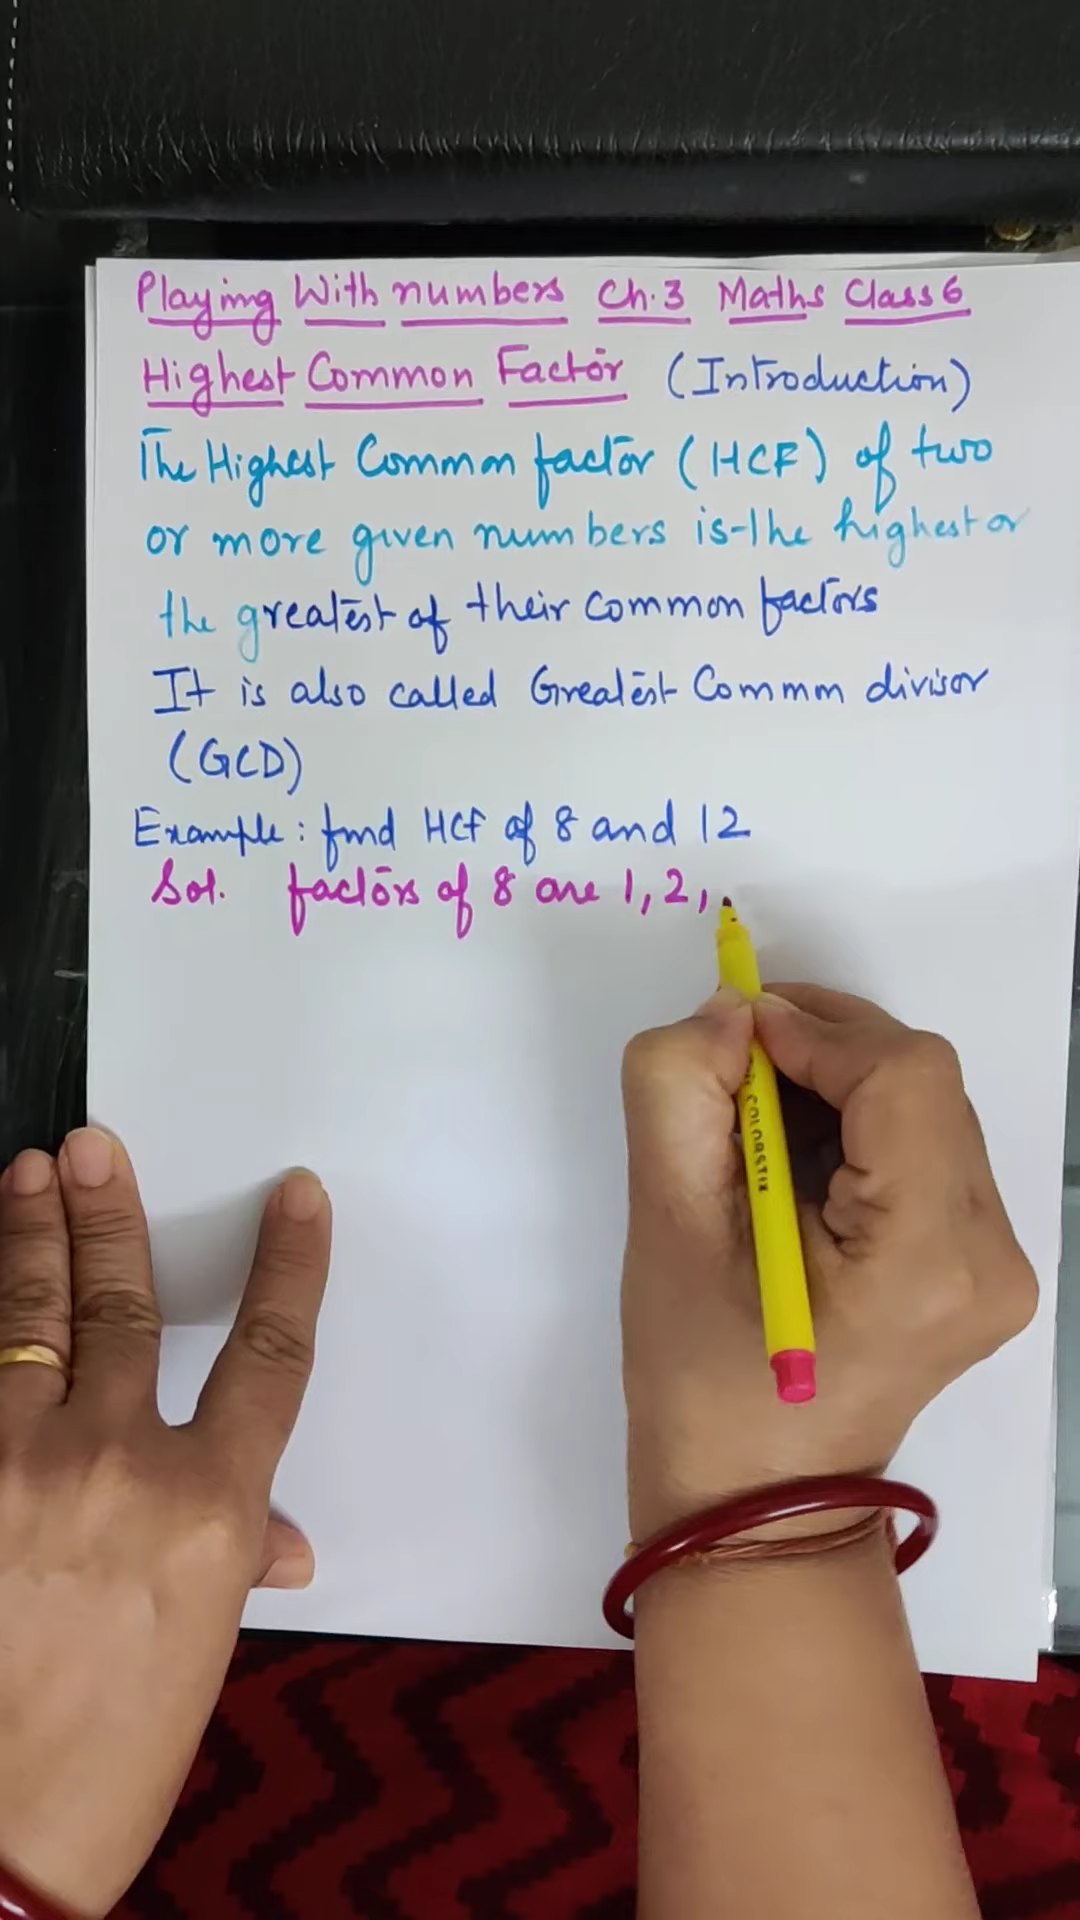 Playing With numbers Ch.3 Maths Class 6
Highest Common Factor (Introduction)
The Highest Common factor (HCF) of two
or more given numbers is the highest or
the greatest of their common factors
It is also called Greatest Common divisor
(GCD)
Example: find HCF of 8 and 12
Sol. factors of 8 are 1, 2,
COLORSTIX